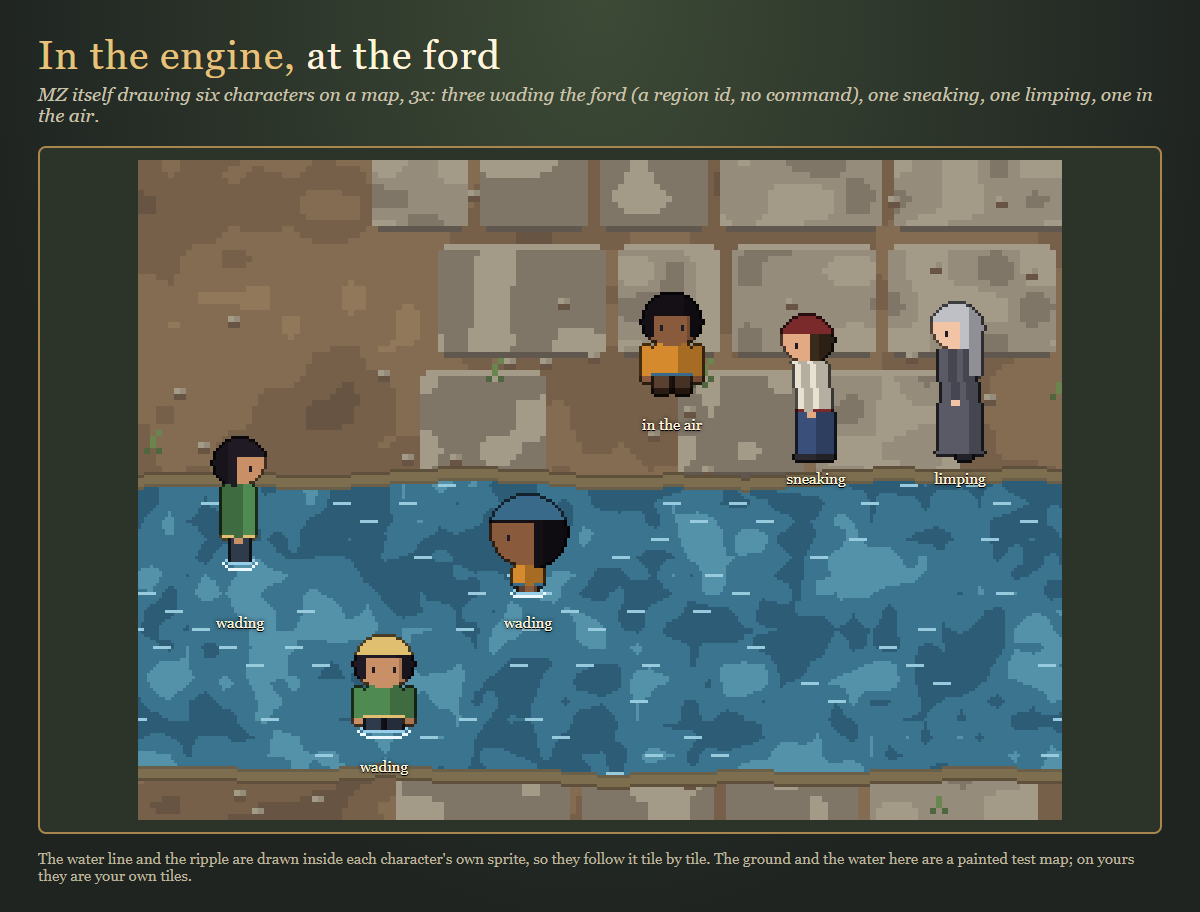 In the engine, at the ford
MZ itself drawing six characters on a map, 3x: three wading the ford (a region id, no command), one sneaking, one limping, one in
the air.
in the air
sneaking
limping
wading
wading
wading
The water line and the ripple are drawn inside each character's own sprite, so they follow it tile by tile. The ground and the water here are a painted test map; on yours
they are your own tiles.